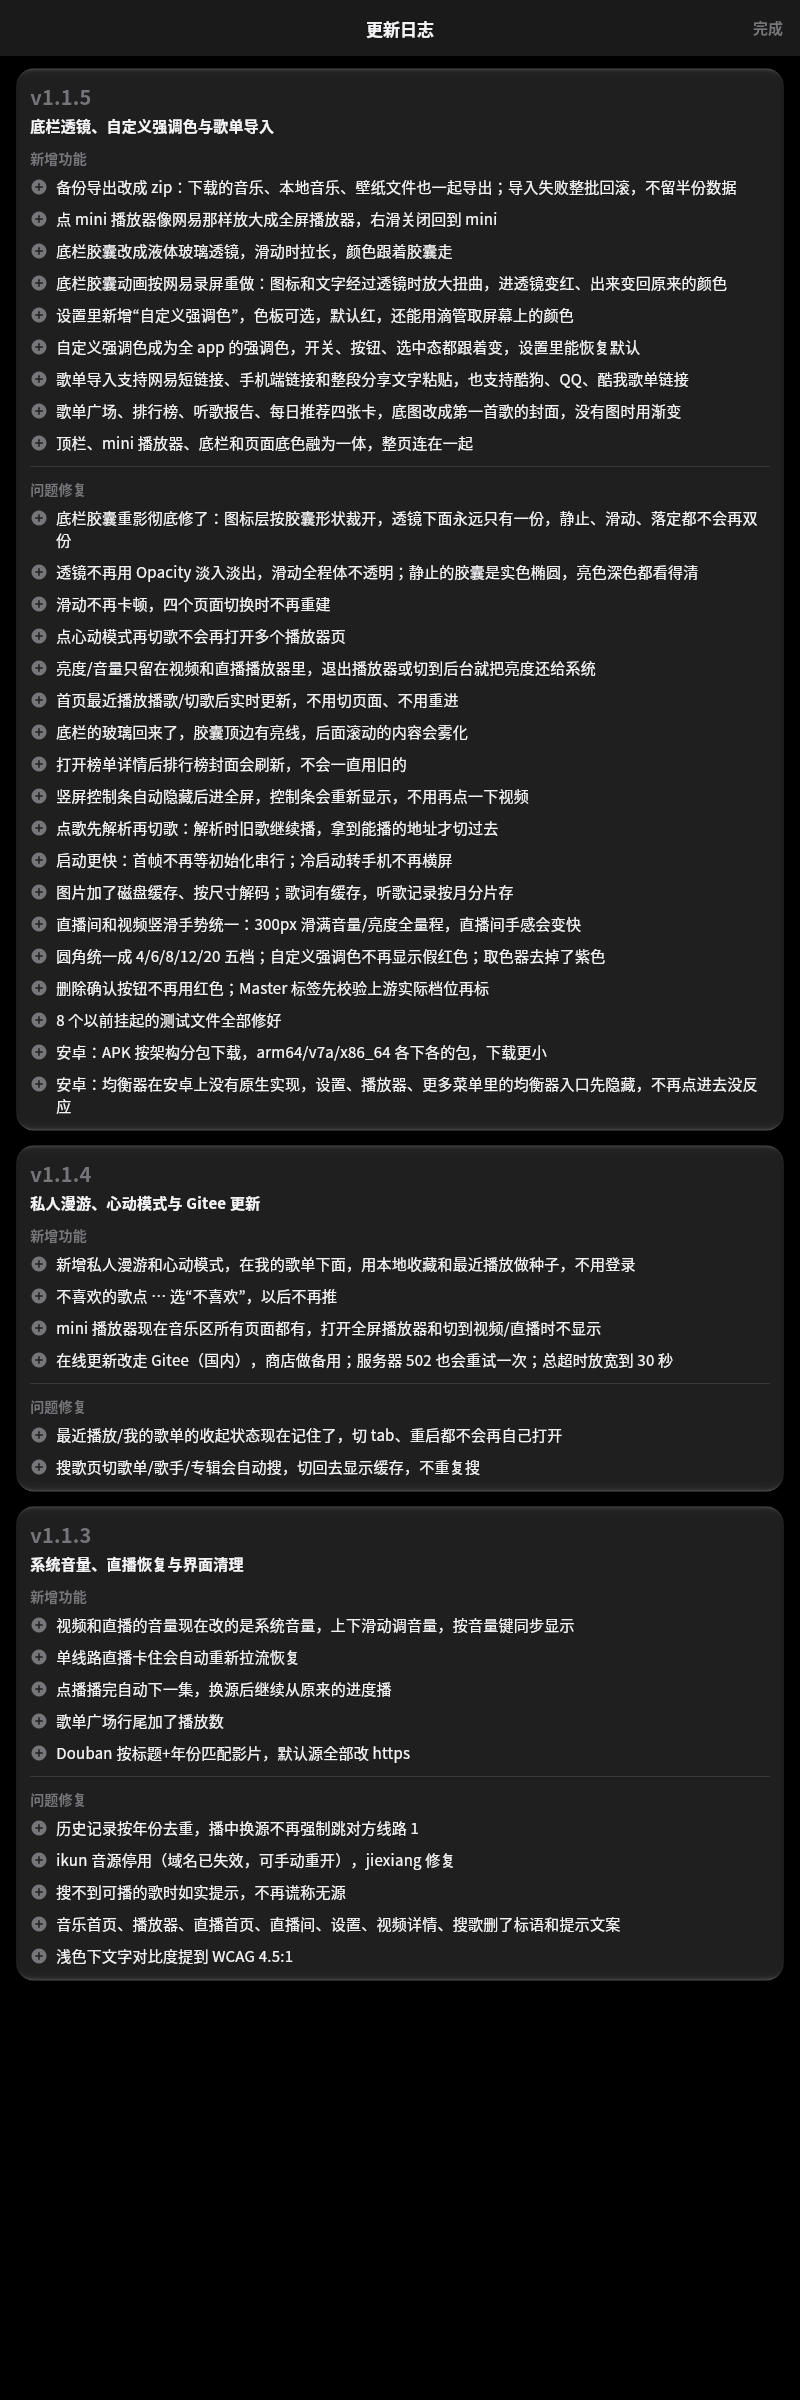 更新日志
完成
v1.1.5
底栏透镜、自定义强调色与歌单导入
新增功能
备份导出改成 zip：下载的音乐、本地音乐、壁纸文件也一起导出；导入失败整批回滚，不留半份数据
点 mini 播放器像网易那样放大成全屏播放器，右滑关闭回到 mini
底栏胶囊改成液体玻璃透镜，滑动时拉长，颜色跟着胶囊走
底栏胶囊动画按网易录屏重做：图标和文字经过透镜时放大扭曲，进透镜变红、出来变回原来的颜色
设置里新增“自定义强调色”，色板可选，默认红，还能用滴管取屏幕上的颜色
自定义强调色成为全 app 的强调色，开关、按钮、选中态都跟着变，设置里能恢复默认
歌单导入支持网易短链接、手机端链接和整段分享文字粘贴，也支持酷狗、QQ、酷我歌单链接
歌单广场、排行榜、听歌报告、每日推荐四张卡，底图改成第一首歌的封面，没有图时用渐变
顶栏、mini 播放器、底栏和页面底色融为一体，整页连在一起
问题修复
底栏胶囊重影彻底修了：图标层按胶囊形状裁开，透镜下面永远只有一份，静止、滑动、落定都不会再双
份
透镜不再用 Opacity 淡入淡出，滑动全程体不透明；静止的胶囊是实色椭圆，亮色深色都看得清
滑动不再卡顿，四个页面切换时不再重建
点心动模式再切歌不会再打开多个播放器页
亮度/音量只留在视频和直播播放器里，退出播放器或切到后台就把亮度还给系统
首页最近播放播歌/切歌后实时更新，不用切页面、不用重进
底栏的玻璃回来了，胶囊顶边有亮线，后面滚动的内容会雾化
打开榜单详情后排行榜封面会刷新，不会一直用旧的
竖屏控制条自动隐藏后进全屏，控制条会重新显示，不用再点一下视频
点歌先解析再切歌：解析时旧歌继续播，拿到能播的地址才切过去
启动更快：首帧不再等初始化串行；冷启动转手机不再横屏
图片加了磁盘缓存、按尺寸解码；歌词有缓存，听歌记录按月分片存
直播间和视频竖滑手势统一：300px 滑满音量/亮度全量程，直播间手感会变快
圆角统一成 4/6/8/12/20 五档；自定义强调色不再显示假红色；取色器去掉了紫色
删除确认按钮不再用红色；Master 标签先校验上游实际档位再标
8 个以前挂起的测试文件全部修好
安卓：APK 按架构分包下载，arm64/v7a/x86_64 各下各的包，下载更小
安卓：均衡器在安卓上没有原生实现，设置、播放器、更多菜单里的均衡器入口先隐藏，不再点进去没反
应
v1.1.4
私人漫游、心动模式与 Gitee 更新
新增功能
新增私人漫游和心动模式，在我的歌单下面，用本地收藏和最近播放做种子，不用登录
不喜欢的歌点 ⋯ 选“不喜欢”，以后不再推
mini 播放器现在音乐区所有页面都有，打开全屏播放器和切到视频/直播时不显示
在线更新改走 Gitee（国内），商店做备用；服务器 502 也会重试一次；总超时放宽到 30 秒
问题修复
最近播放/我的歌单的收起状态现在记住了，切 tab、重启都不会再自己打开
搜歌页切歌单/歌手/专辑会自动搜，切回去显示缓存，不重复搜
v1.1.3
系统音量、直播恢复与界面清理
新增功能
视频和直播的音量现在改的是系统音量，上下滑动调音量，按音量键同步显示
单线路直播卡住会自动重新拉流恢复
点播播完自动下一集，换源后继续从原来的进度播
歌单广场行尾加了播放数
Douban 按标题+年份匹配影片，默认源全部改 https
问题修复
历史记录按年份去重，播中换源不再强制跳对方线路 1
ikun 音源停用（域名已失效，可手动重开），jiexiang 修复
搜不到可播的歌时如实提示，不再谎称无源
音乐首页、播放器、直播首页、直播间、设置、视频详情、搜歌删了标语和提示文案
浅色下文字对比度提到 WCAG 4.5:1